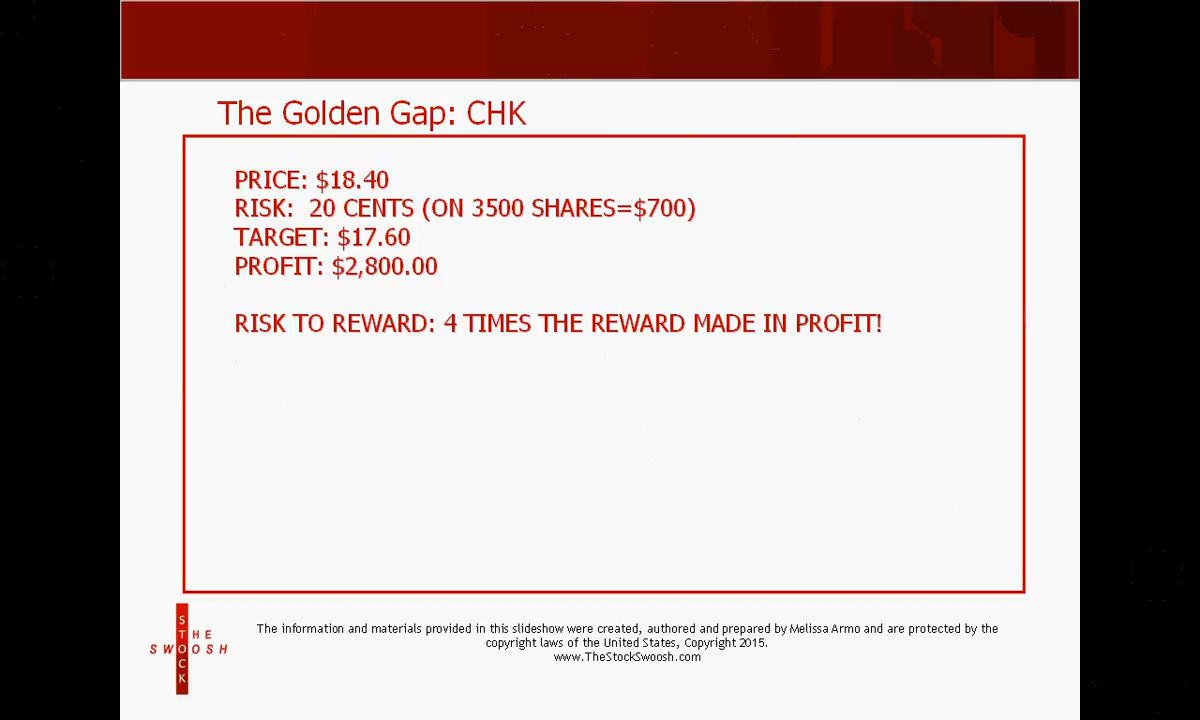 The Golden Gap: CHK
PRICE: $18.40
RISK:  20 CENTS (ON 3500 SHARES=$700)
TARGET: $17.60
PROFIT: $2,800.00
RISK TO REWARD: 4 TIMES THE REWARD MADE IN PROFIT!
THE
STOCK
SWOOSH
The information and materials provided in this slideshow were created, authored and prepared by Melissa Armo and are protected by the
copyright laws of the United States, Copyright 2015.
www.TheStockSwoosh.com